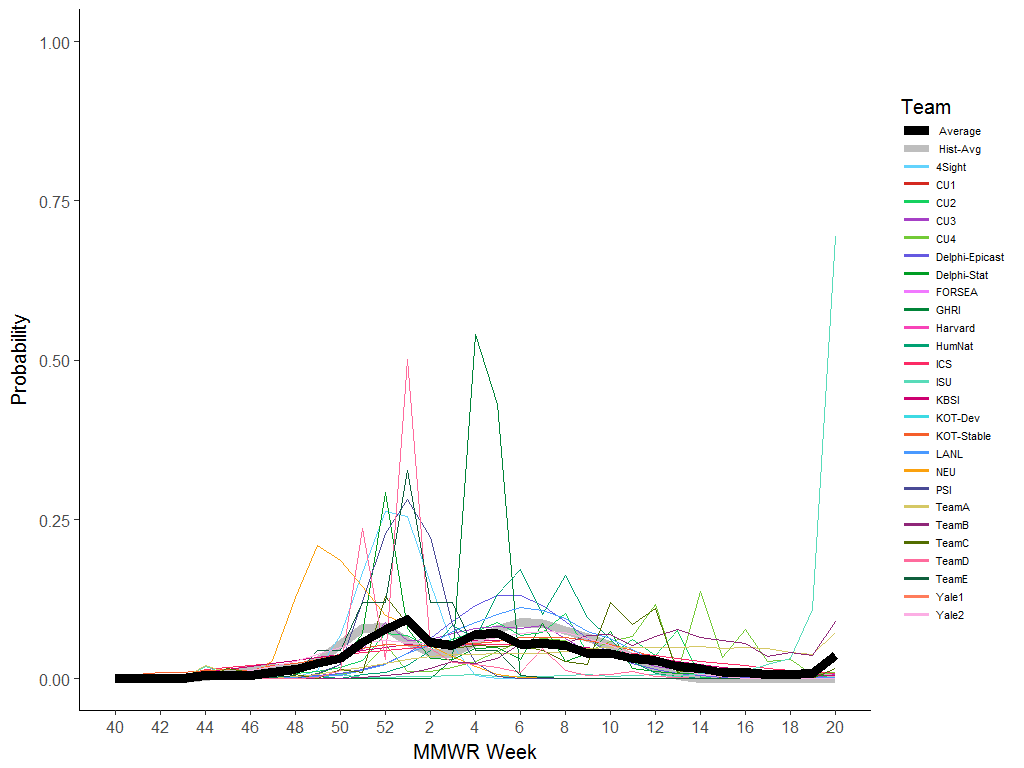 1.00
0.75
0.50
0.25
0.00
Probability
40 42 44 46 48 50 52 2 4 6 8 10 12 14 16 18 20
MMWR Week
Team
Average
Hist-Avg
4Sight
CU1
CU2
CU3
CU4
Delphi-Epicast
Delphi-Stat
FORSEA
GHRI
Harvard
HumNat
ICS
ISU
KBSI
KOT-Dev
KOT-Stable
LANL
NEU
PSI
TeamA
TeamB
TeamC
TeamD
TeamE
Yale1
Yale2